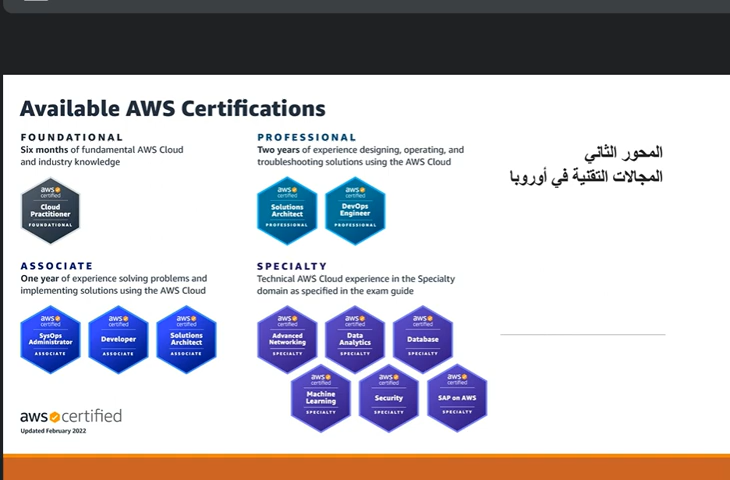 Available AWS Certifications
FOUNDATIONAL
Six months of fundamental AWS Cloud
and industry knowledge
aws
certified
Cloud
Practitioner
FOUNDATIONAL
PROFESSIONAL
Two years of experience designing, operating, and
troubleshooting solutions using the AWS Cloud
aws
certified
Solutions
Architect
PROFESSIONAL
aws
certified
DevOps
Engineer
PROFESSIONAL
ASSOCIATE
One year of experience solving problems and
implementing solutions using the AWS Cloud
aws
certified
SysOps
Administrator
ASSOCIATE
aws
certified
Developer
ASSOCIATE
aws
certified
Solutions
Architect
ASSOCIATE
SPECIALTY
Technical AWS Cloud experience in the Specialty
domain as specified in the exam guide
aws
certified
Advanced
Networking
SPECIALTY
aws
certified
Data
Analytics
SPECIALTY
aws
certified
Database
SPECIALTY
aws
certified
Machine
Learning
SPECIALTY
aws
certified
Security
SPECIALTY
aws
certified
SAP on AWS
SPECIALTY
aws certified
Updated February 2022
المحور الثاني
المجالات التقنية في أوروبا